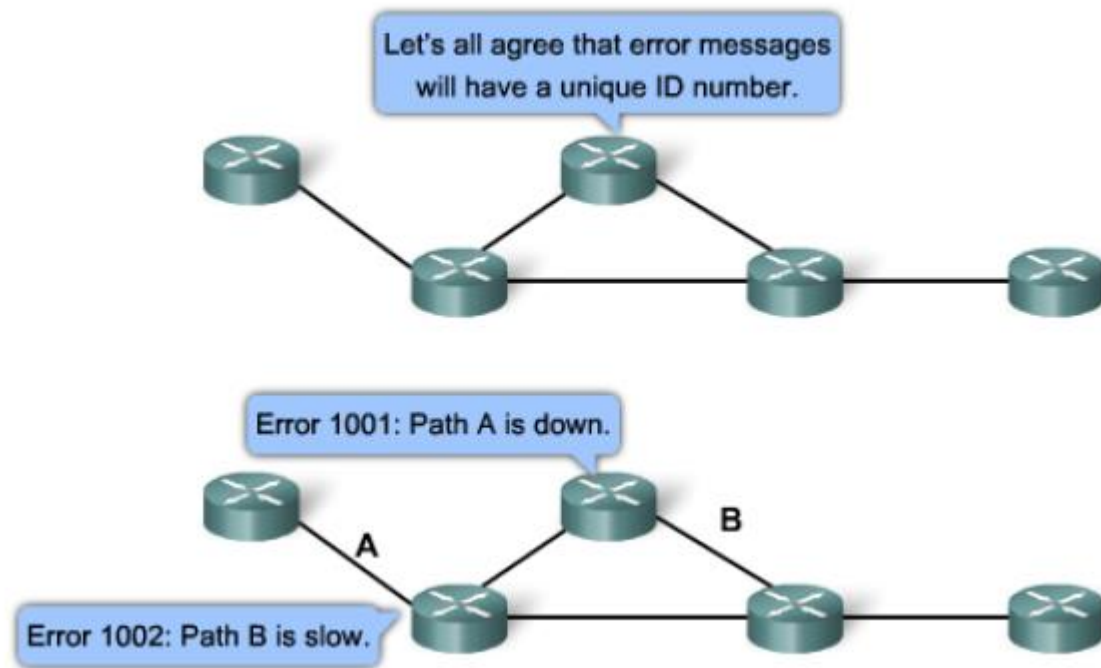 Let's all agree that error messages
will have a unique ID number.
Error 1001: Path A is down.
B
A
Error 1002: Path B is slow.